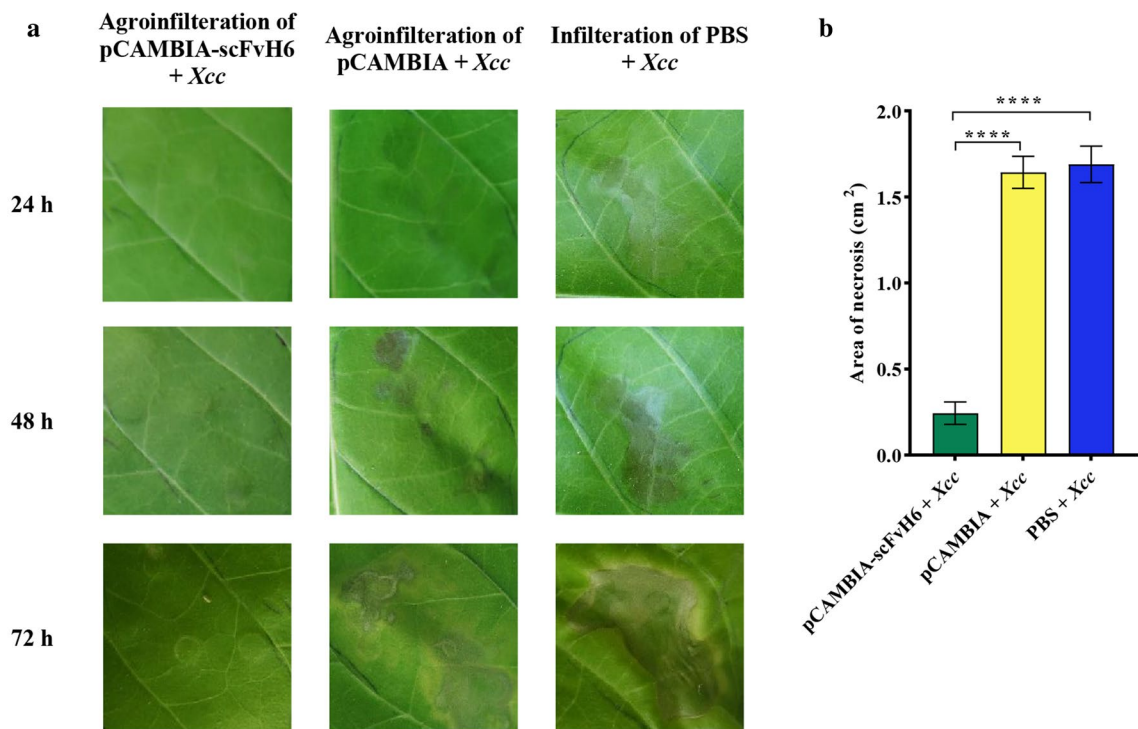 a
Agroinfilteration of
pCAMBIA-scFvH6
+ Xcc
Agroinfilteration of
pCAMBIA + Xcc
Infilteration of PBS
+ Xcc
24 h
48 h
72 h
b
****
****
2.0
1.5
1.0
0.5
0.0
Area of necrosis (cm²)
pCAMBIA-scFvH6 + Xcc
pCAMBIA + Xcc
PBS + Xcc